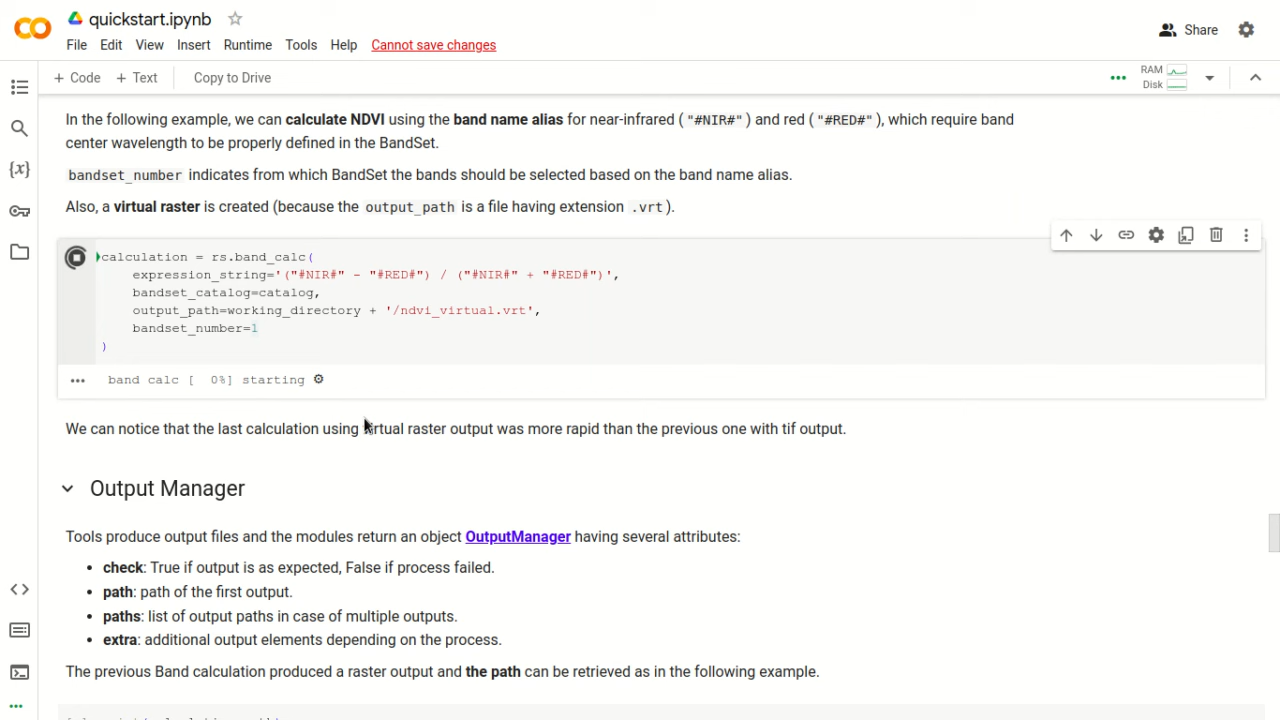 quickstart.ipynb
File Edit View Insert Runtime Tools Help Cannot save changes
Share
+ Code + Text Copy to Drive
RAM
Disk
In the following example, we can calculate NDVI using the band name alias for near-infrared ("#NIR#") and red ("#RED#"), which require band
center wavelength to be properly defined in the BandSet.
bandset_number indicates from which BandSet the bands should be selected based on the band name alias.
Also, a virtual raster is created (because the output_path is a file having extension .vrt).
calculation = rs.band_calc(
expression_string='("#NIR#" - "#RED#") / ("#NIR#" + "#RED#")',
bandset_catalog=catalog,
output_path=working_directory + '/ndvi_virtual.vrt',
bandset_number=1
)
band calc [ 0%] starting
We can notice that the last calculation using virtual raster output was more rapid than the previous one with tif output.
Output Manager
Tools produce output files and the modules return an object OutputManager having several attributes:
• check: True if output is as expected, False if process failed.
• path: path of the first output.
• paths: list of output paths in case of multiple outputs.
• extra: additional output elements depending on the process.
The previous Band calculation produced a raster output and the path can be retrieved as in the following example.